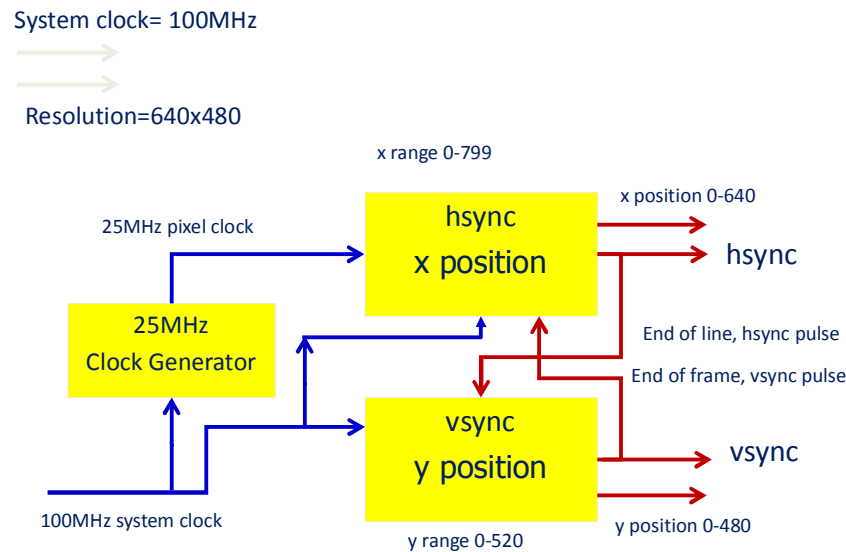 System clock= 100MHz
Resolution=640x480
x range 0-799
x position 0-640
25MHz pixel clock
hsync
x position
hsync
25MHz
Clock Generator
End of line, hsync pulse
End of frame, vsync pulse
vsync
y position
vsync
100MHz system clock
y position 0-480
y range 0-520